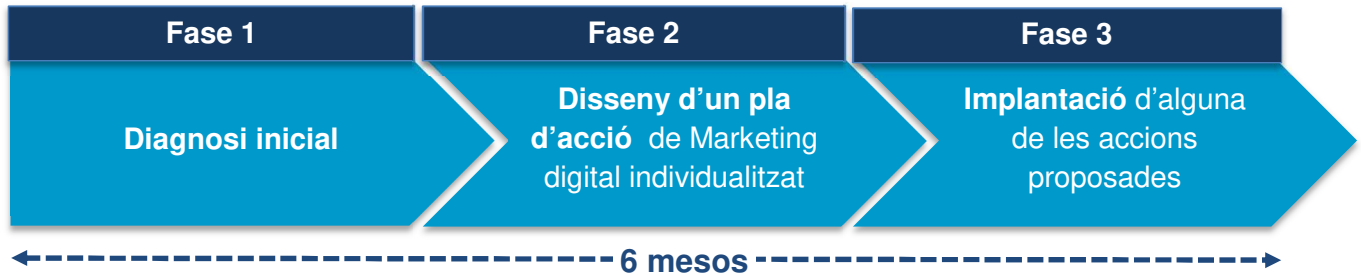 Fase 1
Fase 2
Fase 3
Diagnosi inicial
Disseny d’un pla
d’acció de Marketing
digital individualitzat
Implantació d’alguna
de les accions
proposades
6 mesos